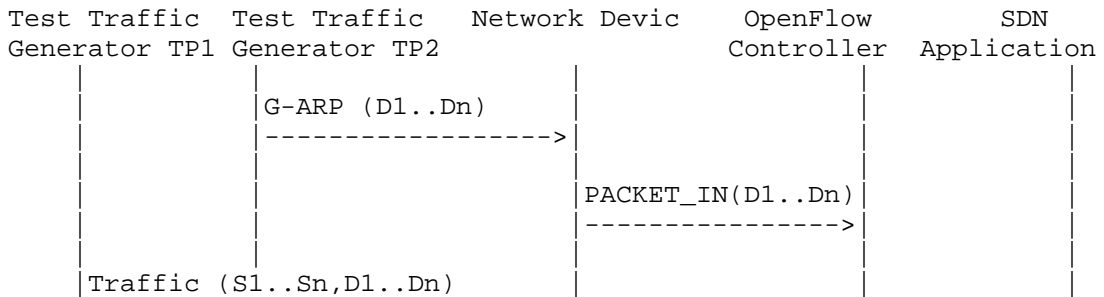 Test Traffic  Test Traffic   Network Devic    OpenFlow        SDN
Generator TP1 Generator TP2                  Controller  Application
G-ARP (D1..Dn)
------------------>
PACKET_IN(D1..Dn)
---------------->
Traffic (S1..Sn,D1..Dn)